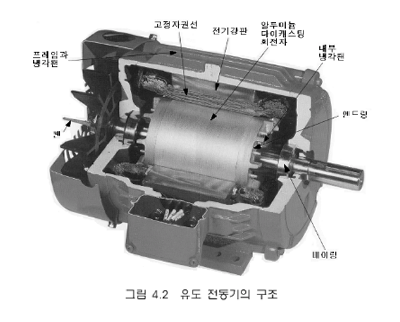 고정자권선
전기강판
알루미늄
다이캐스팅
회전자
내부
냉각팬
프레임과
냉각핀
엔드링
팬
베어링
그림 4.2 유도 전동기의 구조